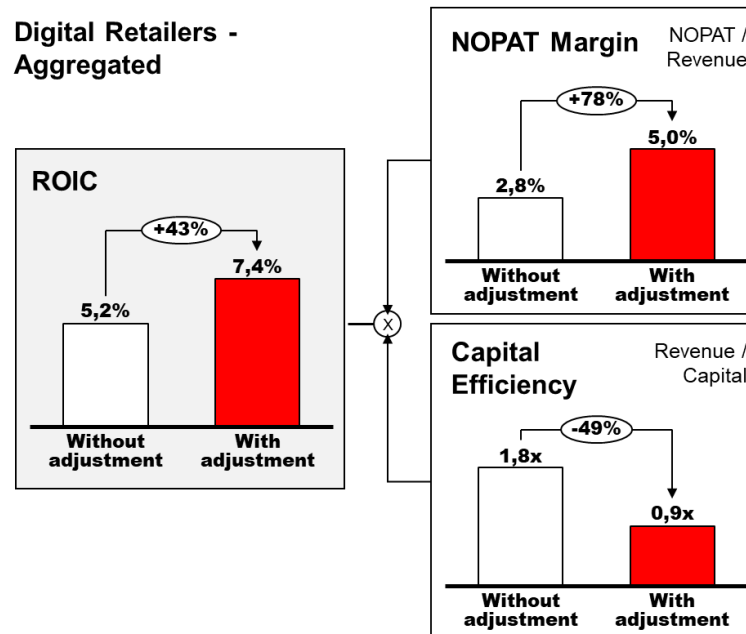 Digital Retailers -
Aggregated
ROIC
+43%
5,2%
7,4%
Without
adjustment
With
adjustment
X
NOPAT Margin
NOPAT /
Revenue
+78%
2,8%
5,0%
Without
adjustment
With
adjustment
Capital
Efficiency
Revenue /
Capital
-49%
1,8x
0,9x
Without
adjustment
With
adjustment